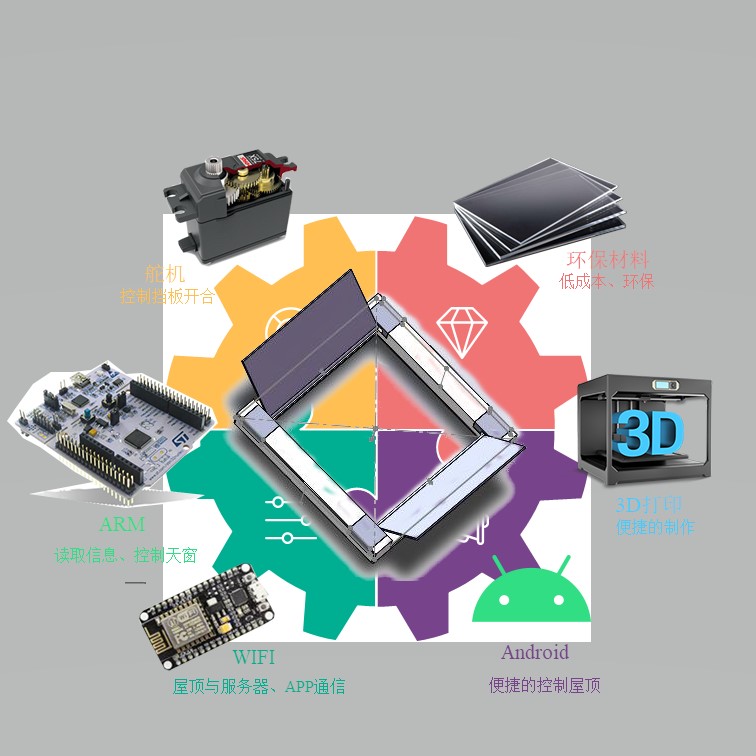 舵机
控制挡板开合
环保材料
低成本、环保
3D
3D打印
便捷的制作
ARM
读取信息、控制天窗
WIFI
屋顶与服务器、APP通信
Android
便捷的控制屋顶